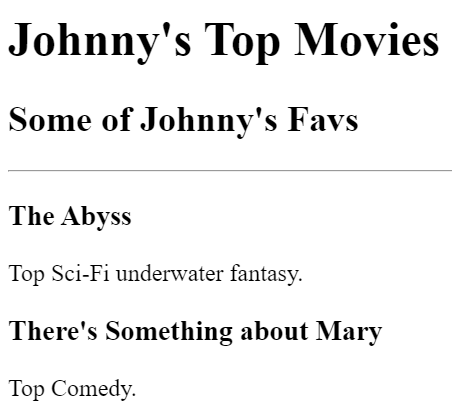 Johnny's Top Movies
Some of Johnny's Favs
The Abyss
Top Sci-Fi underwater fantasy.
There's Something about Mary
Top Comedy.